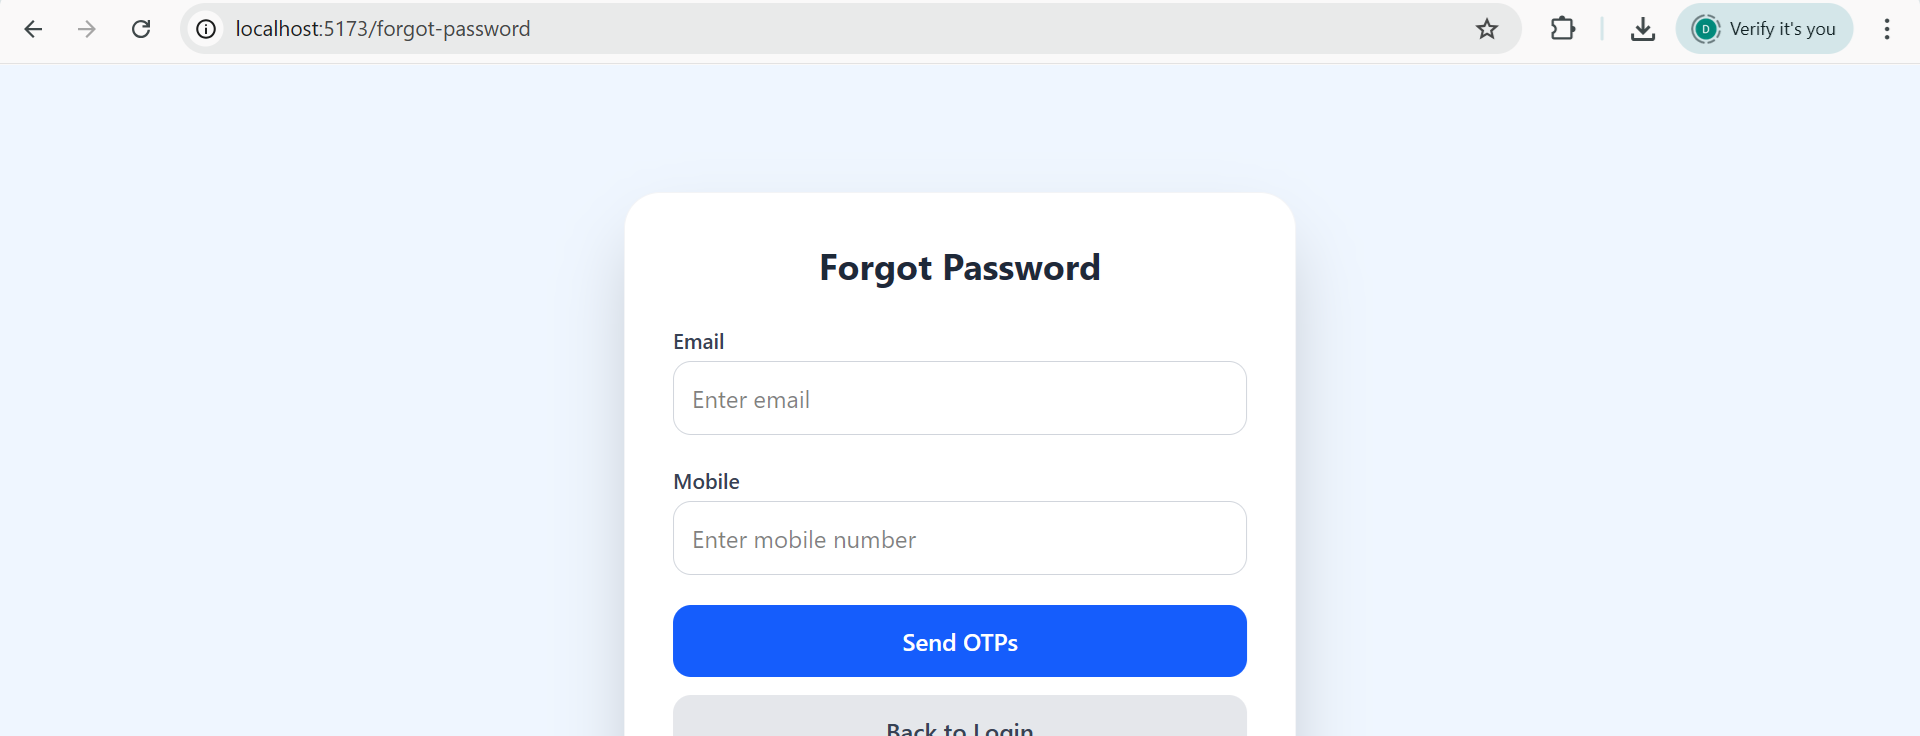 localhost:5173/forgot-password
D
Verify it's you
Forgot Password
Email
Enter email
Mobile
Enter mobile number
Send OTPs
Back to Login